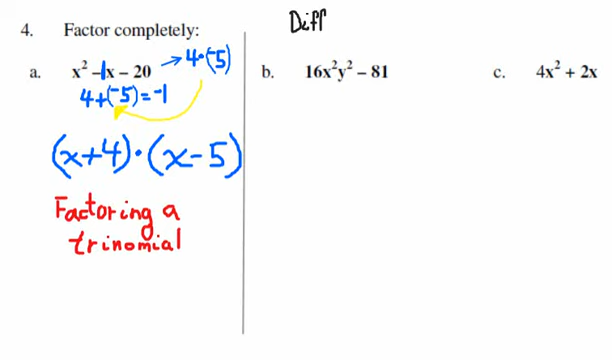 Diff
4. Factor completely:
a. x² – 1x – 20 → 4·(-5)
4+(-5)=-1
(x+4)·(x-5)
Factoring a
trinomial
b. 16x²y² – 81
c. 4x² + 2x